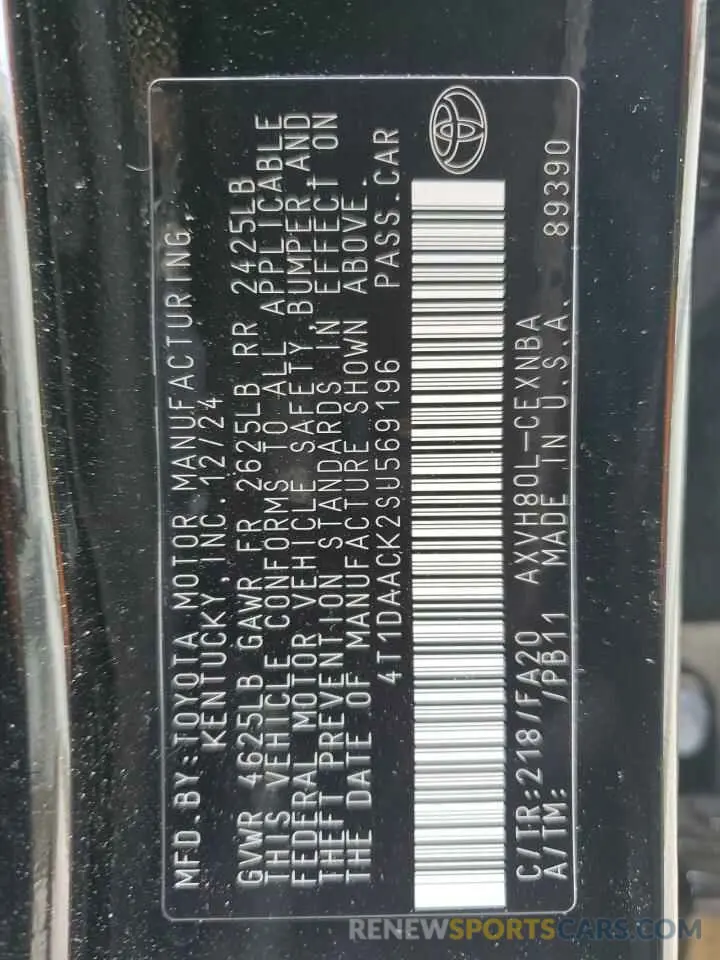 MFD.BY:TOYOTA MOTOR MANUFACTURING,
KENTUCKY,INC.12/24
GVWR 4625LB GAWR FR 2625LB RR 2425LB
THIS VEHICLE CONFORMS TO ALL APPLICABLE
FEDERAL MOTOR VEHICLE SAFETY,BUMPER,AND
THEFT PREVENTION STANDARDS IN EFFECT ON
THE DATE OF MANUFACTURE SHOWN ABOVE.
4T1DAACK2SU569196 PASS.CAR
C/TR:218/FA20 AXVH80L-CEXNBA
A/TM: /PB11 MADE IN U.S.A. 89390
RENEWSPORTSCARS.COM